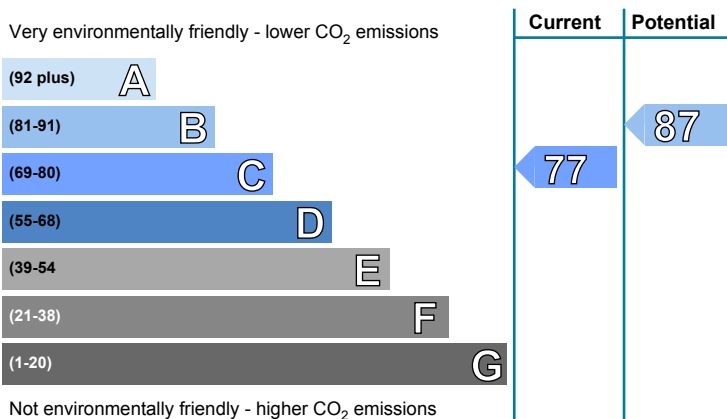 Current Potential
Very environmentally friendly - lower CO2 emissions
(92 plus) A
(81-91) B 87
(69-80) C 77
(55-68) D
(39-54 E
(21-38) F
(1-20) G
Not environmentally friendly - higher CO2 emissions